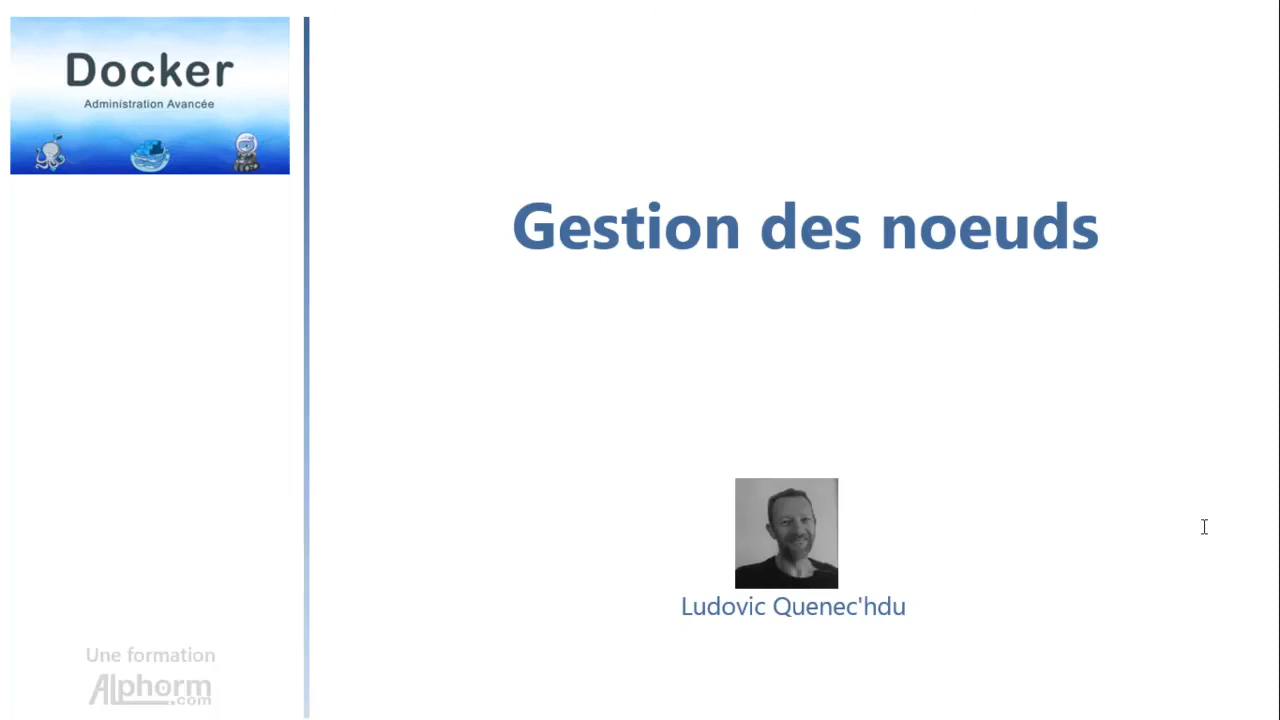 Docker
Administration Avancée
Gestion des noeuds
Ludovic Quenec'hdu
Une formation
Alphorm
.com